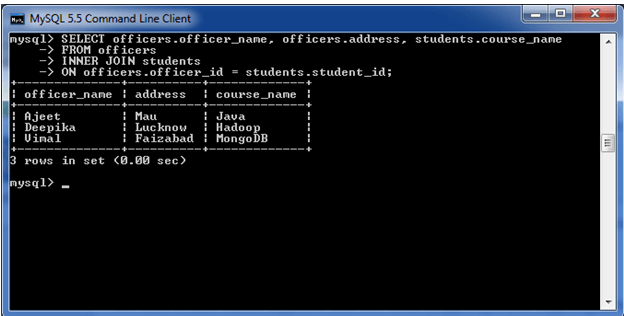 MySQL 5.5 Command Line Client
mysql> SELECT officers.officer_name, officers.address, students.course_name
    -> FROM officers
    -> INNER JOIN students
    -> ON officers.officer_id = students.student_id;
+--------------+----------+-------------+
| officer_name | address  | course_name |
+--------------+----------+-------------+
| Ajeet        | Mau      | Java        |
| Deepika      | Lucknow  | Hadoop      |
| Vimal        | Faizabad | MongoDB     |
+--------------+----------+-------------+
3 rows in set (0.00 sec)
mysql> _